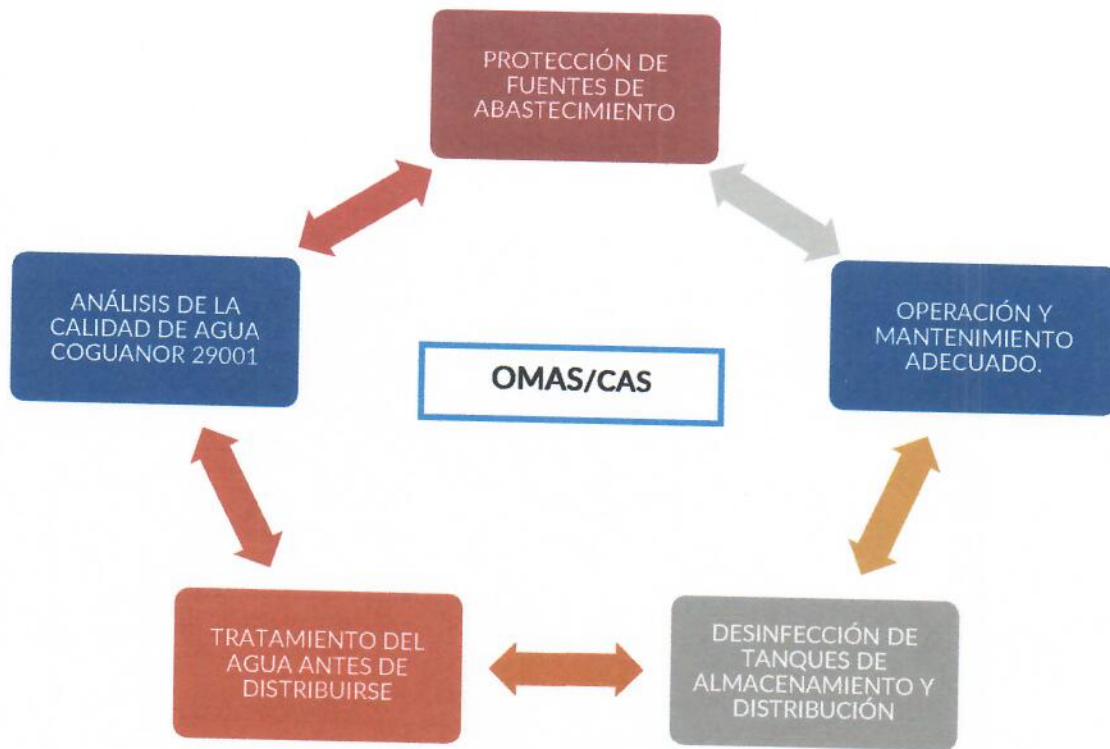 PROTECCIÓN DE
FUENTES DE
ABASTECIMIENTO
ANÁLISIS DE LA
CALIDAD DE AGUA
COGUANOR 29001
OPERACIÓN Y
MANTENIMIENTO
ADECUADO.
OMAS/CAS
TRATAMIENTO DEL
AGUA ANTES DE
DISTRIBUIRSE
DESINFECCIÓN DE
TANQUES DE
ALMACENAMIENTO Y
DISTRIBUCIÓN